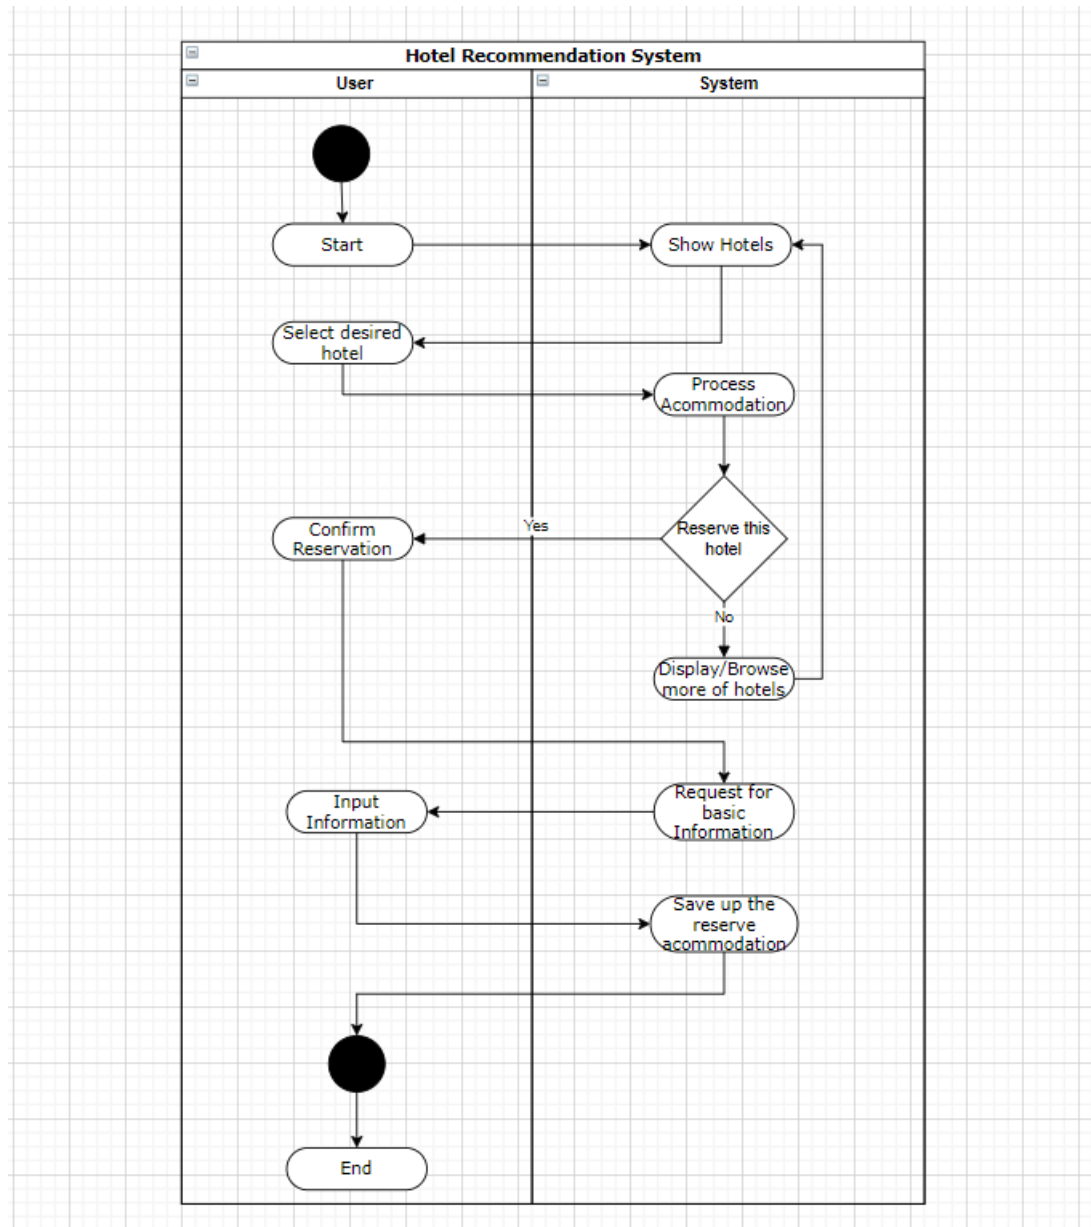 Hotel Recommendation System
User
System
Start
Show Hotels
Select desired
hotel
Process
Acommodation
Reserve this
hotel
Yes
Confirm
Reservation
No
Display/Browse
more of hotels
Request for
basic
Information
Input
Information
Save up the
reserve
acommodation
End